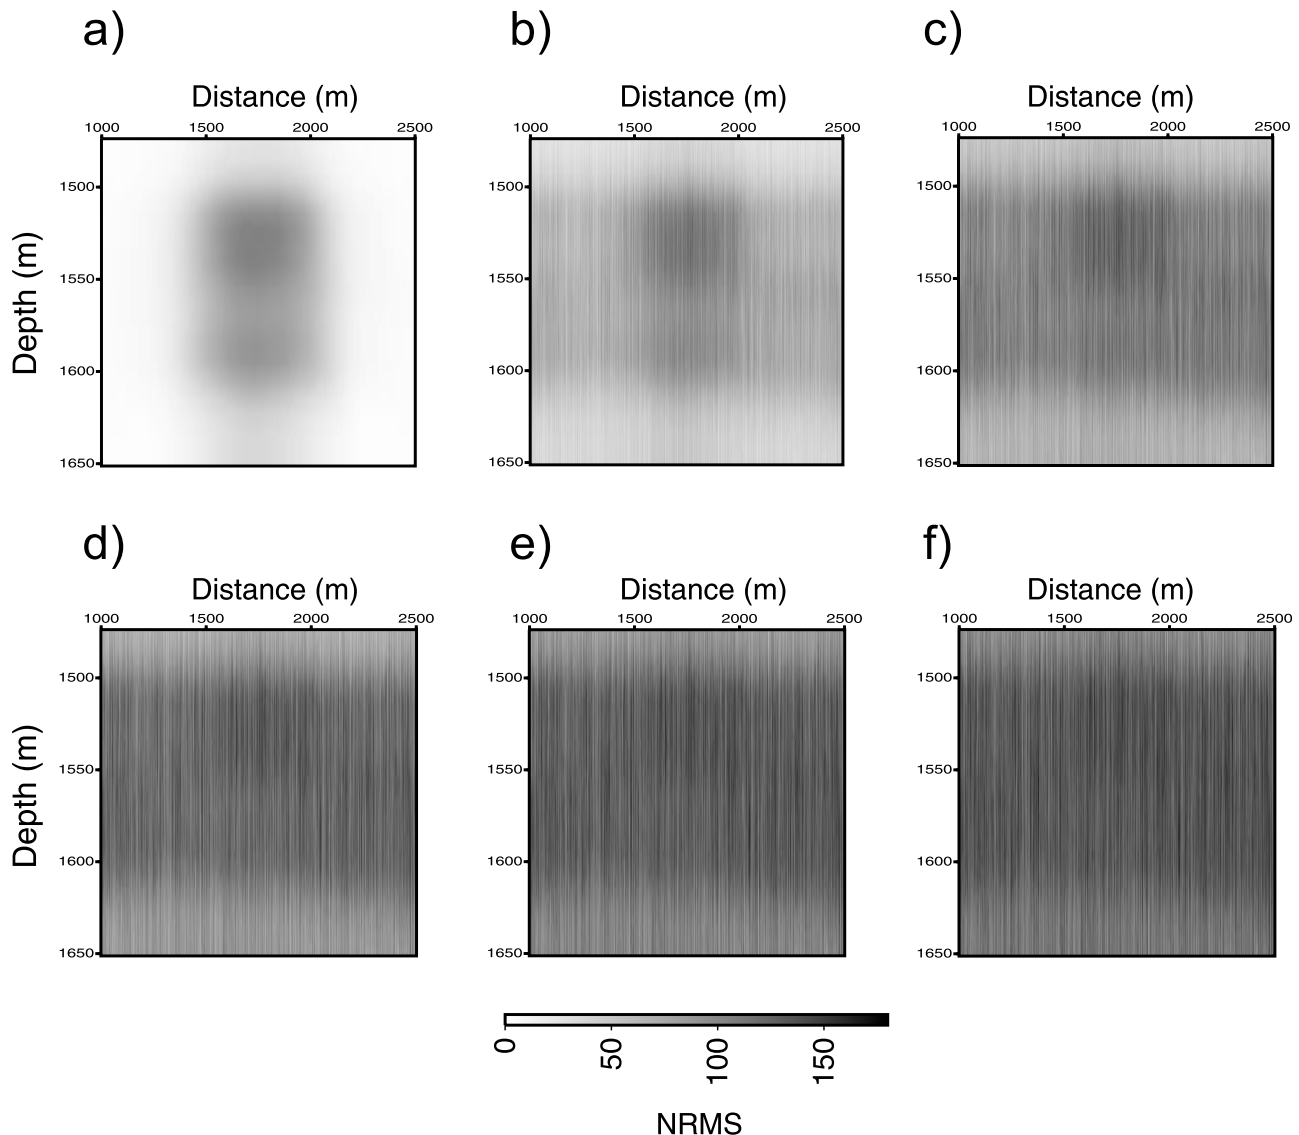 a) b) c)
Distance (m) Distance (m) Distance (m)
1000 1500 2000 2500 1000 1500 2000 2500 1000 1500 2000 2500
1500 1500 1500
1550 1550 1550
1600 1600 1600
1650 1650 1650
Depth (m)
d) e) f)
Distance (m) Distance (m) Distance (m)
1000 1500 2000 2500 1000 1500 2000 2500 1000 1500 2000 2500
1500 1500 1500
1550 1550 1550
1600 1600 1600
1650 1650 1650
Depth (m)
0 50 100 150
NRMS